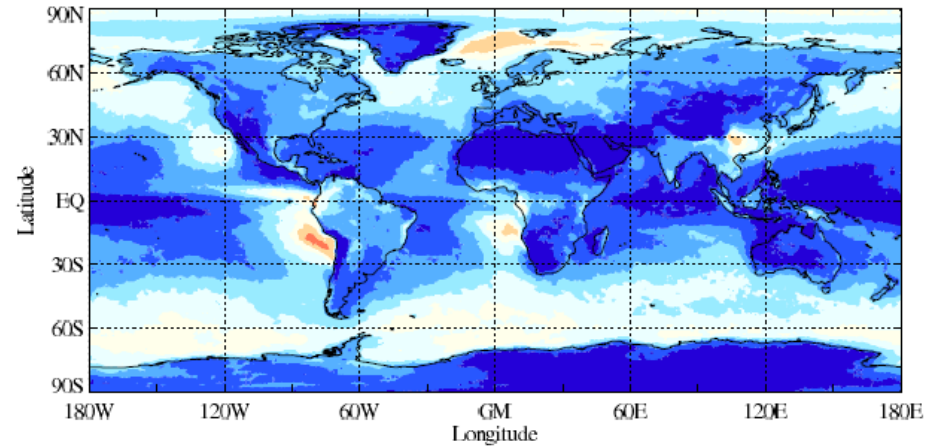 90N
60N
30N
EQ
30S
60S
90S
Latitude
180W 120W 60W GM 60E 120E 180E
Longitude